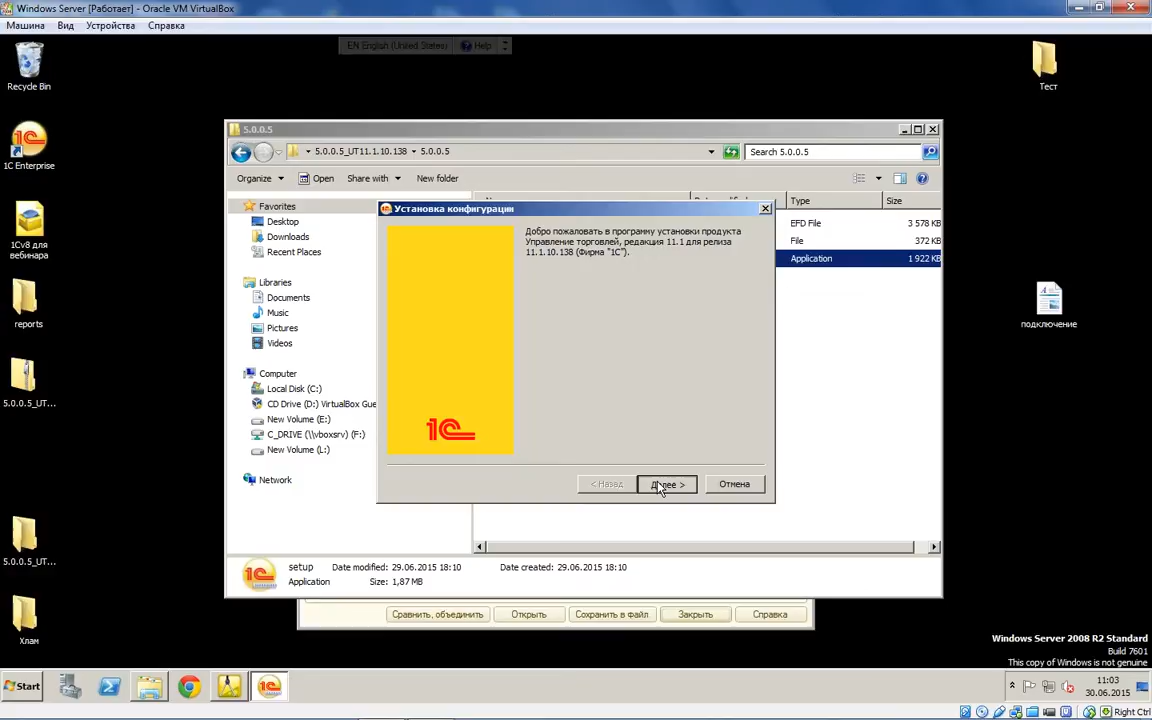 Windows Server [Работает] - Oracle VM VirtualBox
Машина Вид Устройства Справка
EN English (United States) Help
Recycle Bin
Тест
1C Enterprise
1Cv8 для
вебинара
reports
подключение
5.0.0.5_UT...
5.0.0.5_UT...
Хлам
5.0.0.5
5.0.0.5_UT11.1.10.138 5.0.0.5
Search 5.0.0.5
Organize Open Share with New folder
Type Size
EFD File 3 578 KB
File 372 KB
Application 1 922 KB
Favorites
Desktop
Downloads
Recent Places
Libraries
Documents
Music
Pictures
Videos
Computer
Local Disk (C:)
CD Drive (D:) VirtualBox Gue
New Volume (E:)
C_DRIVE (\\vboxsrv) (F:)
New Volume (L:)
Network
Установка конфигурации
Добро пожаловать в программу установки продукта
Управление торговлей, редакция 11.1 для релиза
11.1.10.138 (Фирма "1С").
1С
< Назад Далее > Отмена
setup Date modified: 29.06.2015 18:10 Date created: 29.06.2015 18:10
Application Size: 1,87 MB
Сравнить, объединить Открыть Сохранить в файл Закрыть Справка
Windows Server 2008 R2 Standard
Build 7601
This copy of Windows is not genuine
Start
11:03
30.06.2015
Right Ctrl